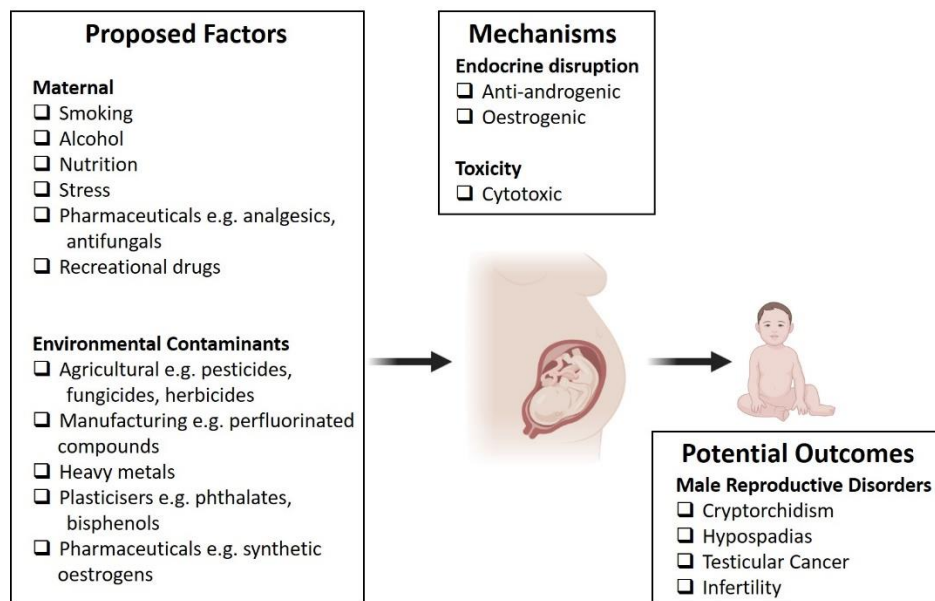 Proposed Factors
Maternal
❑ Smoking
❑ Alcohol
❑ Nutrition
❑ Stress
❑ Pharmaceuticals e.g. analgesics,
antifungals
❑ Recreational drugs
Environmental Contaminants
❑ Agricultural e.g. pesticides,
fungicides, herbicides
❑ Manufacturing e.g. perfluorinated
compounds
❑ Heavy metals
❑ Plasticisers e.g. phthalates,
bisphenols
❑ Pharmaceuticals e.g. synthetic
oestrogens
Mechanisms
Endocrine disruption
❑ Anti-androgenic
❑ Oestrogenic
Toxicity
❑ Cytotoxic
Potential Outcomes
Male Reproductive Disorders
❑ Cryptorchidism
❑ Hypospadias
❑ Testicular Cancer
❑ Infertility